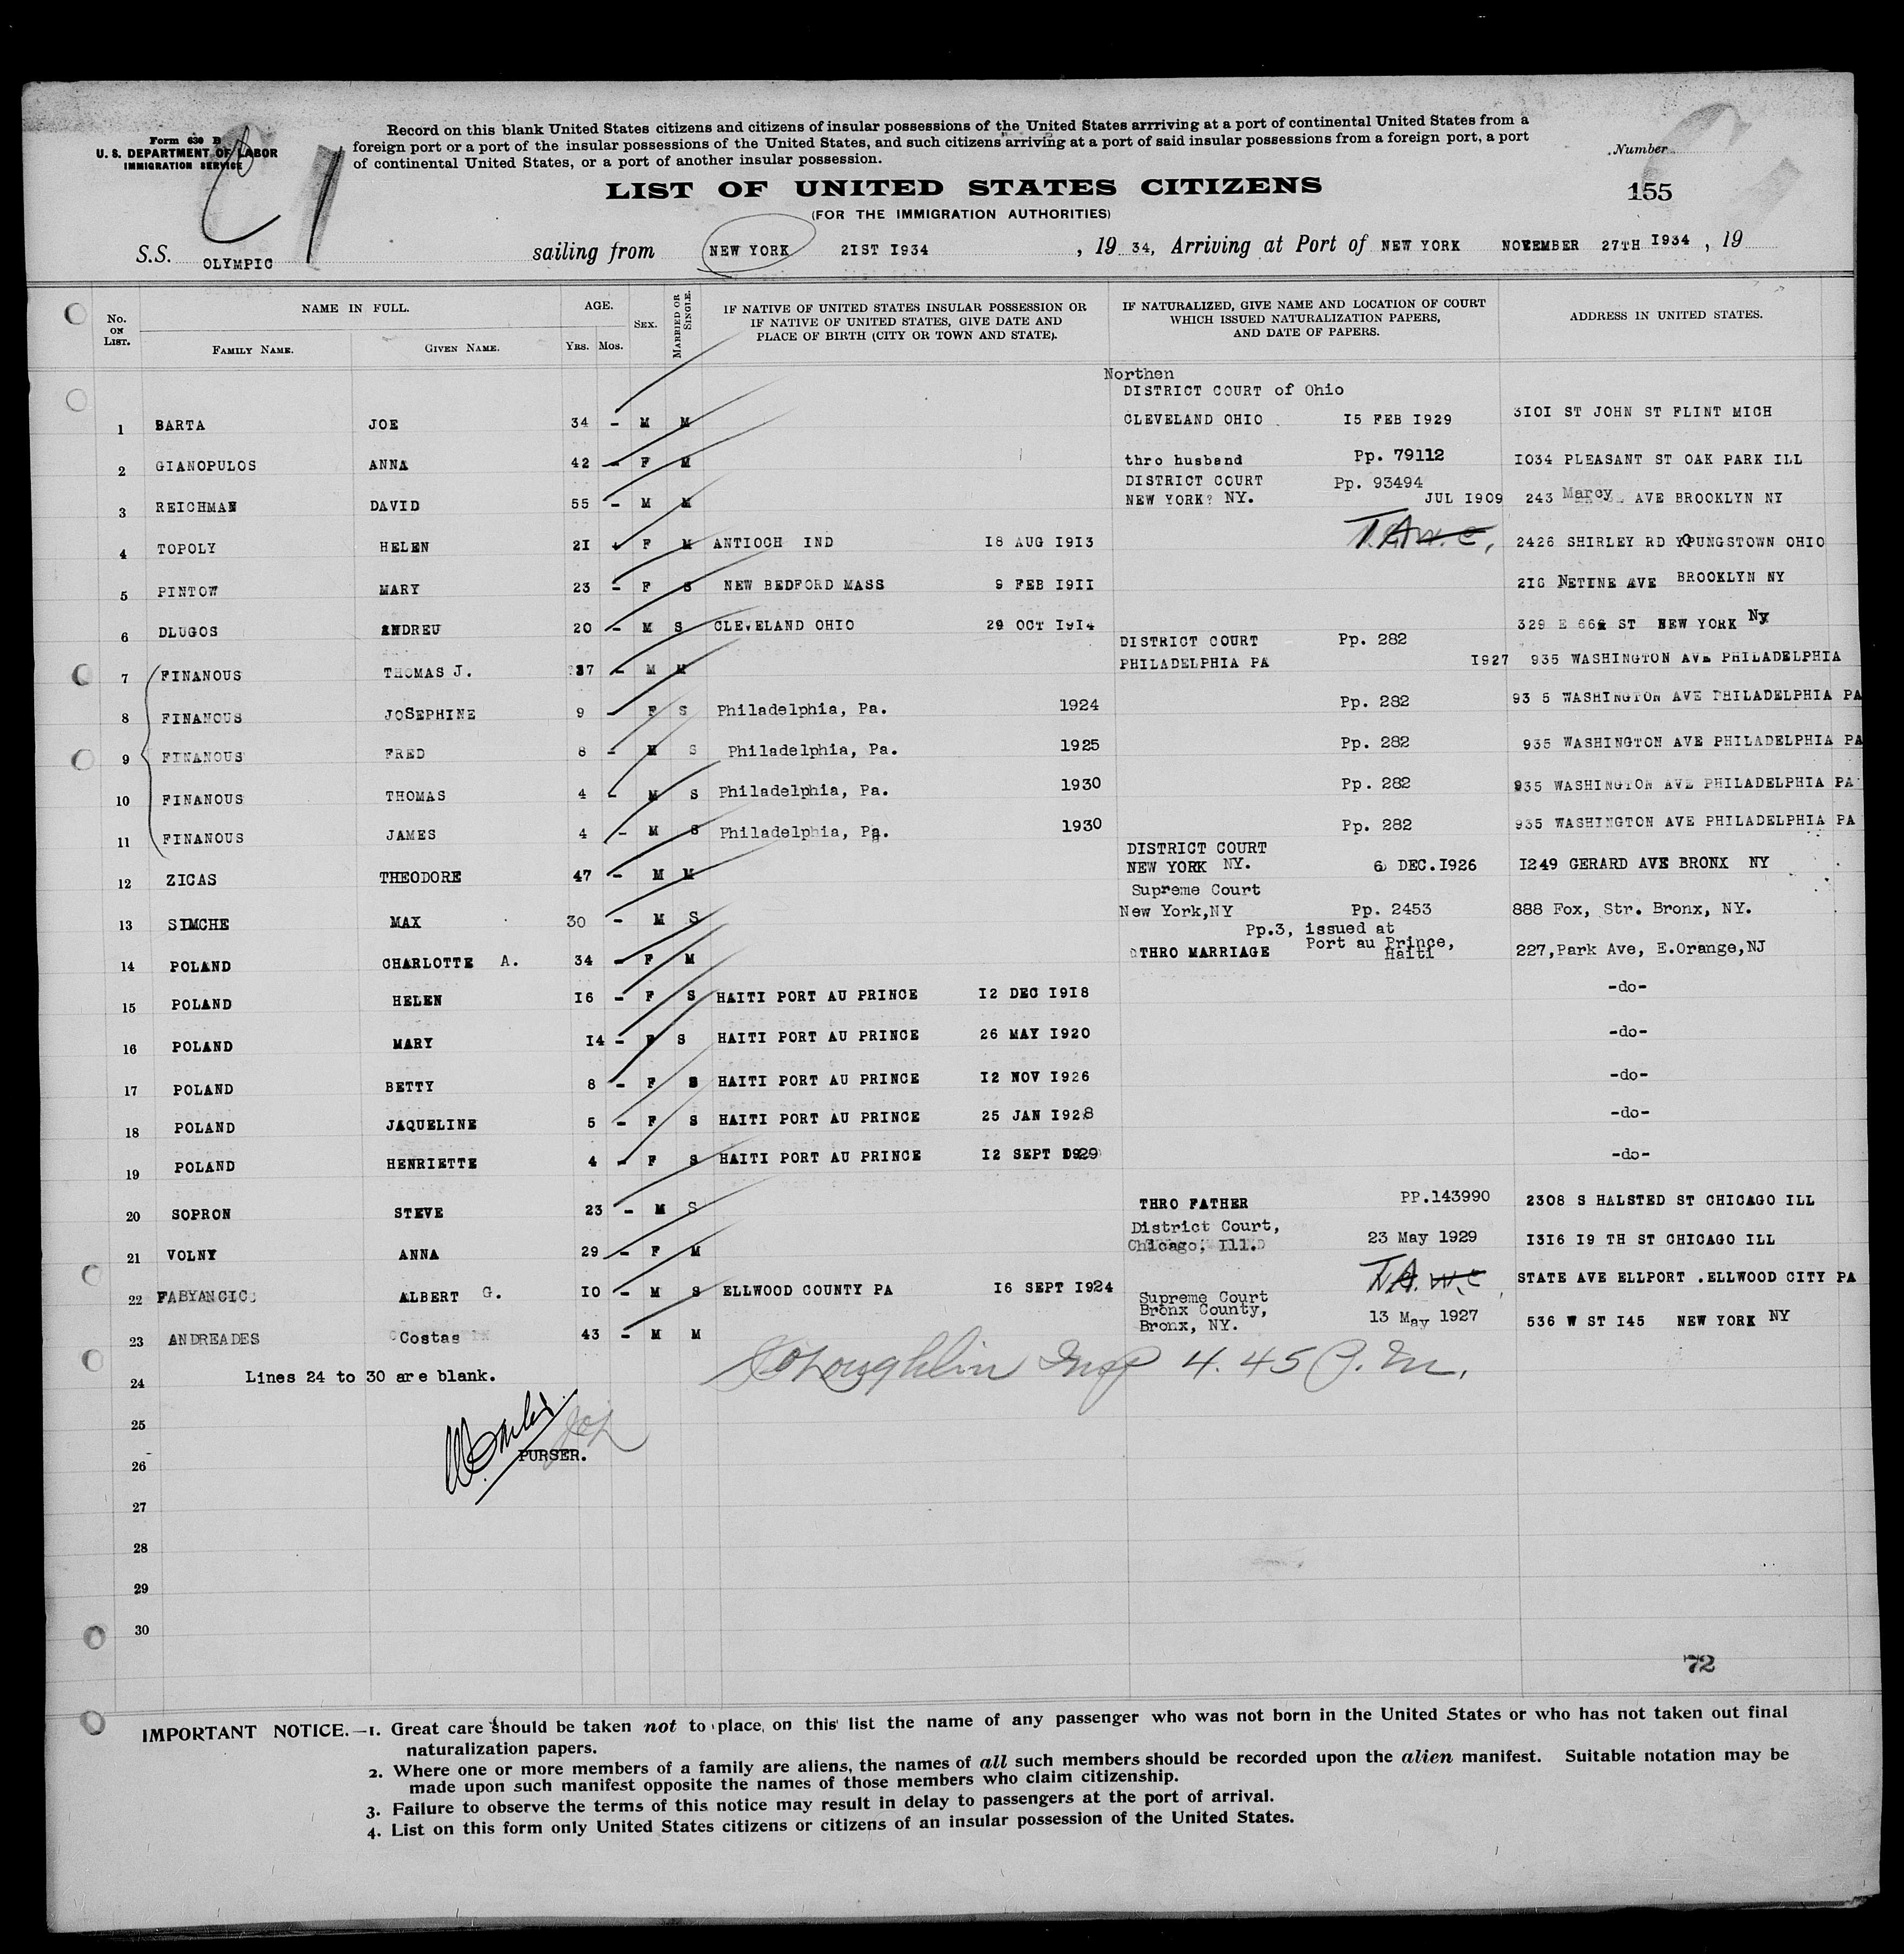 Form 630 B
U. S. DEPARTMENT OF LABOR
IMMIGRATION SERVICE
Record on this blank United States citizens and citizens of insular possessions of the United States arrriving at a port of continental United States from a
foreign port or a port of the insular possessions of the United States, and such citizens arriving at a port of said insular possessions from a foreign port, a port
of continental United States, or a port of another insular possession.
Number
155
LIST OF UNITED STATES CITIZENS
(FOR THE IMMIGRATION AUTHORITIES)
S.S. OLYMPIC sailing from NEW YORK 21ST 1934 , 19 34, Arriving at Port of NEW YORK NOVEMBER 27TH 1934 , 19
No. ON LIST. NAME IN FULL. FAMILY NAME. GIVEN NAME. AGE. YRS. MOS. SEX. MARRIED OR SINGLE. IF NATIVE OF UNITED STATES INSULAR POSSESSION OR IF NATIVE OF UNITED STATES, GIVE DATE AND PLACE OF BIRTH (CITY OR TOWN AND STATE). IF NATURALIZED, GIVE NAME AND LOCATION OF COURT WHICH ISSUED NATURALIZATION PAPERS, AND DATE OF PAPERS. ADDRESS IN UNITED STATES.
Northen
DISTRICT COURT of Ohio
1 BARTA JOE 34 - M M CLEVELAND OHIO 15 FEB 1929 3101 ST JOHN ST FLINT MICH
2 GIANOPULOS ANNA 42 - F M thro husband Pp. 79112 1034 PLEASANT ST OAK PARK ILL
DISTRICT COURT Pp. 93494
3 REICHMAN DAVID 55 - M M NEW YORK? NY. JUL 1909 243 Marcy AVE BROOKLYN NY
4 TOPOLY HELEN 21 F M ANTIOCH IND 18 AUG 1913 2426 SHIRLEY RD YOUNGSTOWN OHIO
5 PINTOW MARY 23 - F S NEW BEDFORD MASS 9 FEB 1911 216 NETTNE AVE BROOKLYN NY
6 DLUGOS ANDREU 20 - M S CLEVELAND OHIO 29 OCT 1914 329 E 66 ST NEW YORK Ny
DISTRICT COURT Pp. 282
7 FINANOUS THOMAS J. 37 - M M PHILADELPHIA PA 1927 935 WASHINGTON AVE PHILADELPHIA
8 FINANOUS JOSEPHINE 9 - F S Philadelphia, Pa. 1924 Pp. 282 93 5 WASHINGTON AVE PHILADELPHIA PA
9 FINANOUS FRED 8 - M S Philadelphia, Pa. 1925 Pp. 282 935 WASHINGTON AVE PHILADELPHIA PA
10 FINANOUS THOMAS 4 - M S Philadelphia, Pa. 1930 Pp. 282 935 WASHINGTON AVE PHILADELPHIA PA
11 FINANOUS JAMES 4 - M S Philadelphia, Pa. 1930 Pp. 282 935 WASHINGTON AVE PHILADELPHIA PA
DISTRICT COURT
12 ZIGAS THEODORE 47 - M M NEW YORK NY. 6 DEC.1926 1249 GERARD AVE BRONX NY
Supreme Court
13 SIMCHE MAX 30 - M S New York,NY Pp. 2453 888 Fox, Str. Bronx, NY.
Pp.3, issued at
14 POLAND CHARLOTTE A. 34 - F M THRO MARRIAGE Port au Prince, Haiti 227,Park Ave, E.Orange,NJ
15 POLAND HELEN 16 - F S HAITI PORT AU PRINCE 12 DEC 1918 -do-
16 POLAND MARY 14 - F S HAITI PORT AU PRINCE 26 MAY 1920 -do-
17 POLAND BETTY 8 - F S HAITI PORT AU PRINCE 12 NOV 1926 -do-
18 POLAND JAQUELINE 5 - F S HAITI PORT AU PRINCE 25 JAN 1928 -do-
19 POLAND HENRIETTE 4 - F S HAITI PORT AU PRINCE 12 SEPT 1929 -do-
20 SOPRON STEVE 23 - M S THRO FATHER PP.143990 2308 S HALSTED ST CHICAGO ILL
District Court,
21 VOLNY ANNA 29 - F M Chicago, Ill. 23 May 1929 1316 19 TH ST CHICAGO ILL
22 FABYANCIC ALBERT G. 10 - M S ELLWOOD COUNTY PA 16 SEPT 1924 STATE AVE ELLPORT .ELLWOOD CITY PA
Supreme Court
Bronx County,
23 ANDREADES Costas 43 - M M Bronx, NY. 13 May 1927 536 W ST 145 NEW YORK NY
24 Lines 24 to 30 are blank. 4.45 P.M.
25
26 PURSER.
27
28
29
30
72
IMPORTANT NOTICE.—1. Great care should be taken not to place on this list the name of any passenger who was not born in the United States or who has not taken out final
naturalization papers.
2. Where one or more members of a family are aliens, the names of all such members should be recorded upon the alien manifest. Suitable notation may be
made upon such manifest opposite the names of those members who claim citizenship.
3. Failure to observe the terms of this notice may result in delay to passengers at the port of arrival.
4. List on this form only United States citizens or citizens of an insular possession of the United States.